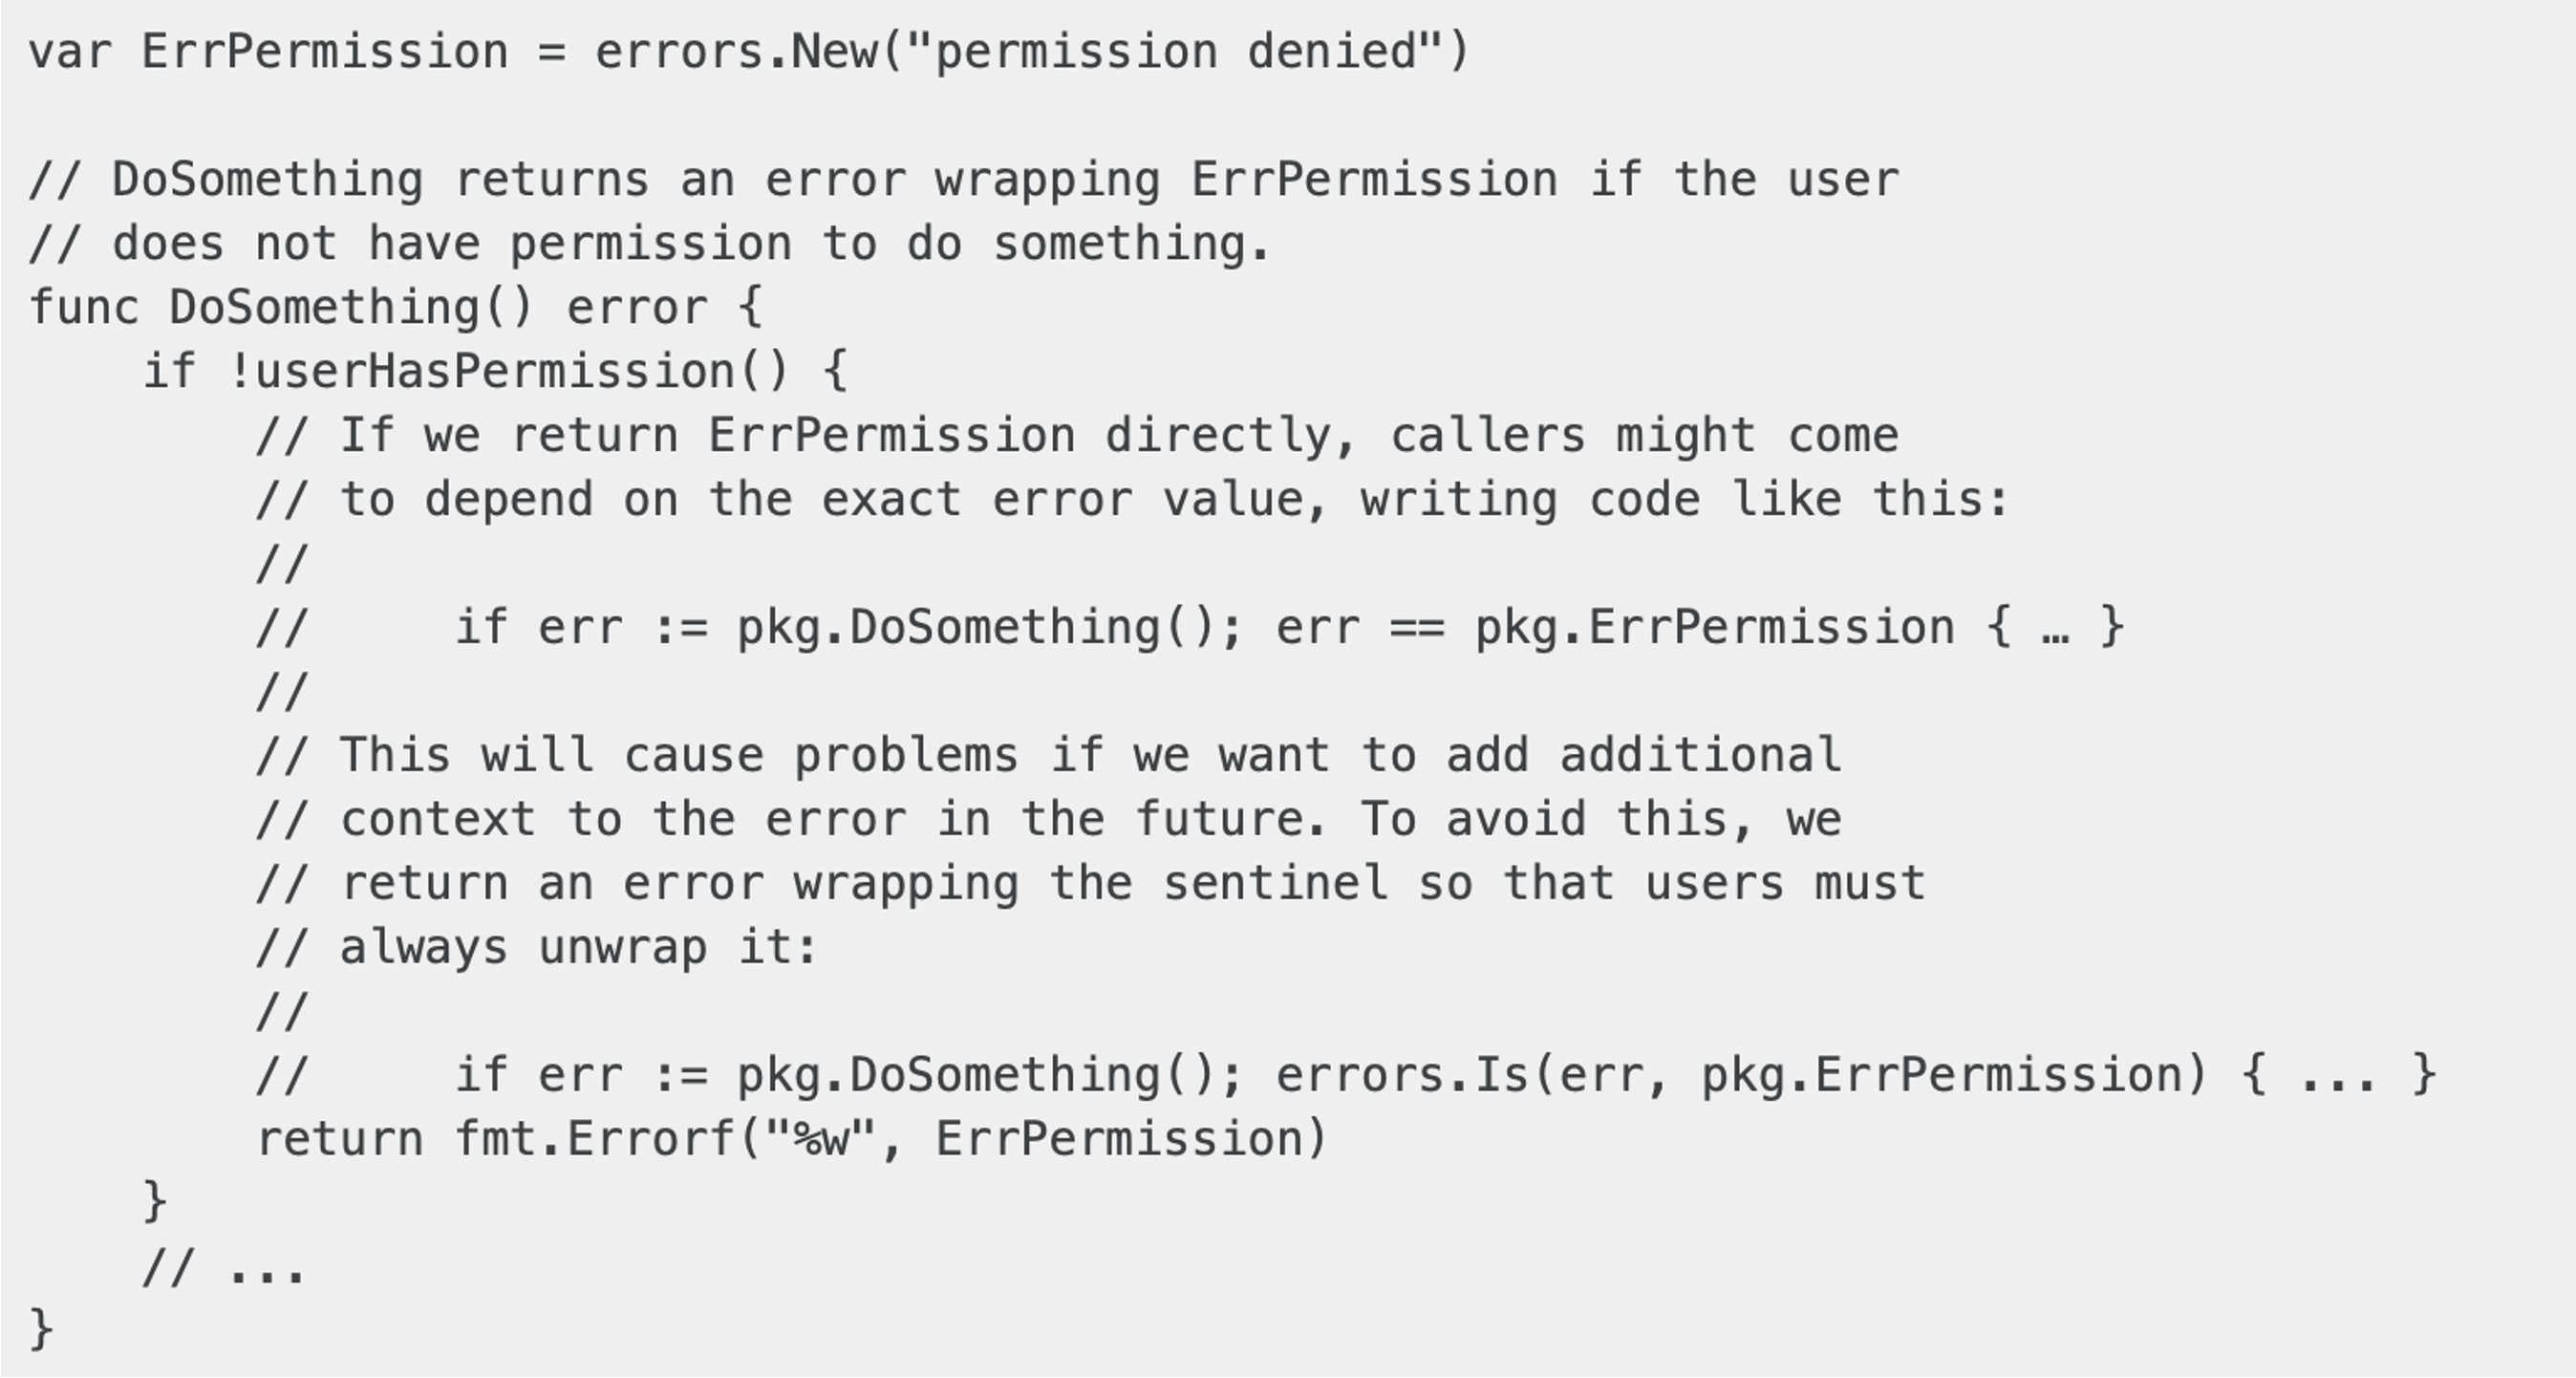 var ErrPermission = errors.New("permission denied")

// DoSomething returns an error wrapping ErrPermission if the user
// does not have permission to do something.
func DoSomething() error {
    if !userHasPermission() {
        // If we return ErrPermission directly, callers might come
        // to depend on the exact error value, writing code like this:
        //
        //     if err := pkg.DoSomething(); err == pkg.ErrPermission { … }
        //
        // This will cause problems if we want to add additional
        // context to the error in the future. To avoid this, we
        // return an error wrapping the sentinel so that users must
        // always unwrap it:
        //
        //     if err := pkg.DoSomething(); errors.Is(err, pkg.ErrPermission) { ... }
        return fmt.Errorf("%w", ErrPermission)
    }
    // ...
}